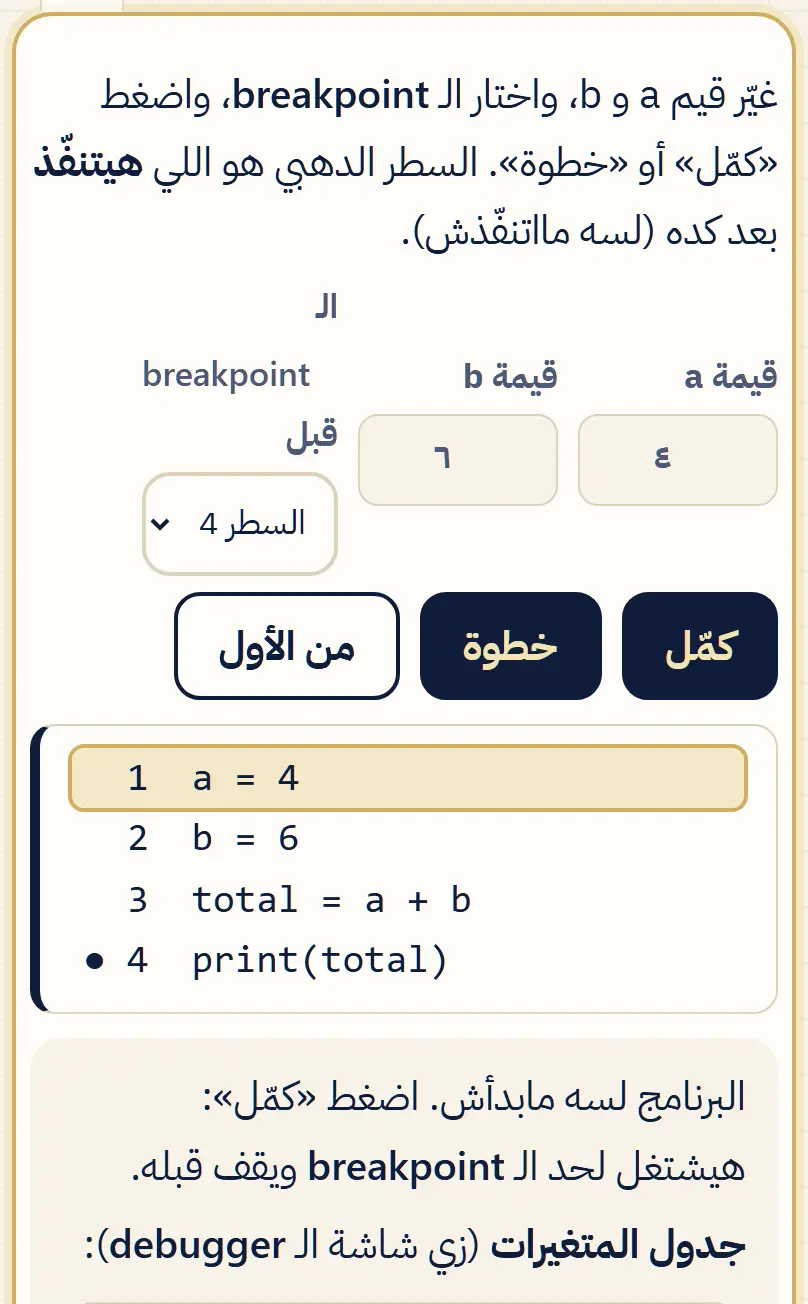 غيّر قيم a و b، واختار الـ breakpoint، واضغط
«كمّل» أو «خطوة». السطر الدهبي هو اللي هيتنفّذ
بعد كده (لسه مااتنفّذش).
قيمة a
٤
قيمة b
٦
الـ
breakpoint
قبل
السطر 4
كمّل
خطوة
من الأول
1 a = 4
2 b = 6
3 total = a + b
● 4 print(total)
البرنامج لسه مابدأش. اضغط «كمّل»:
هيشتغل لحد الـ breakpoint ويقف قبله.
جدول المتغيرات (زي شاشة الـ debugger):